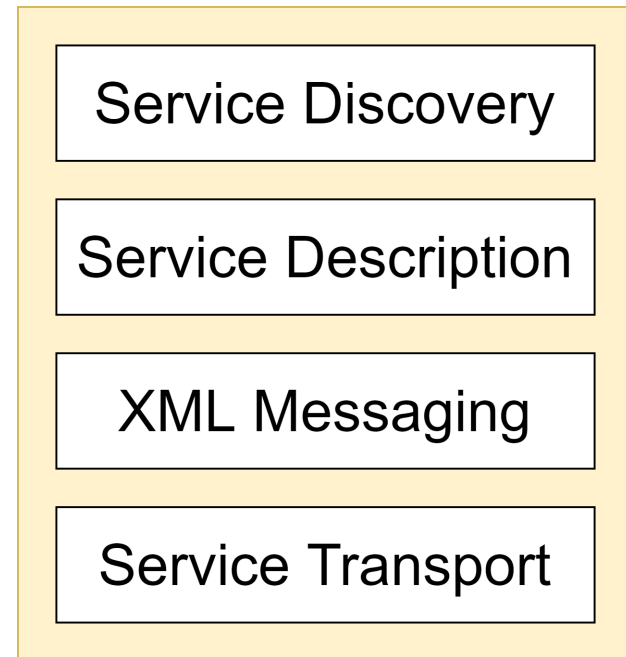 Service Discovery
Service Description
XML Messaging
Service Transport